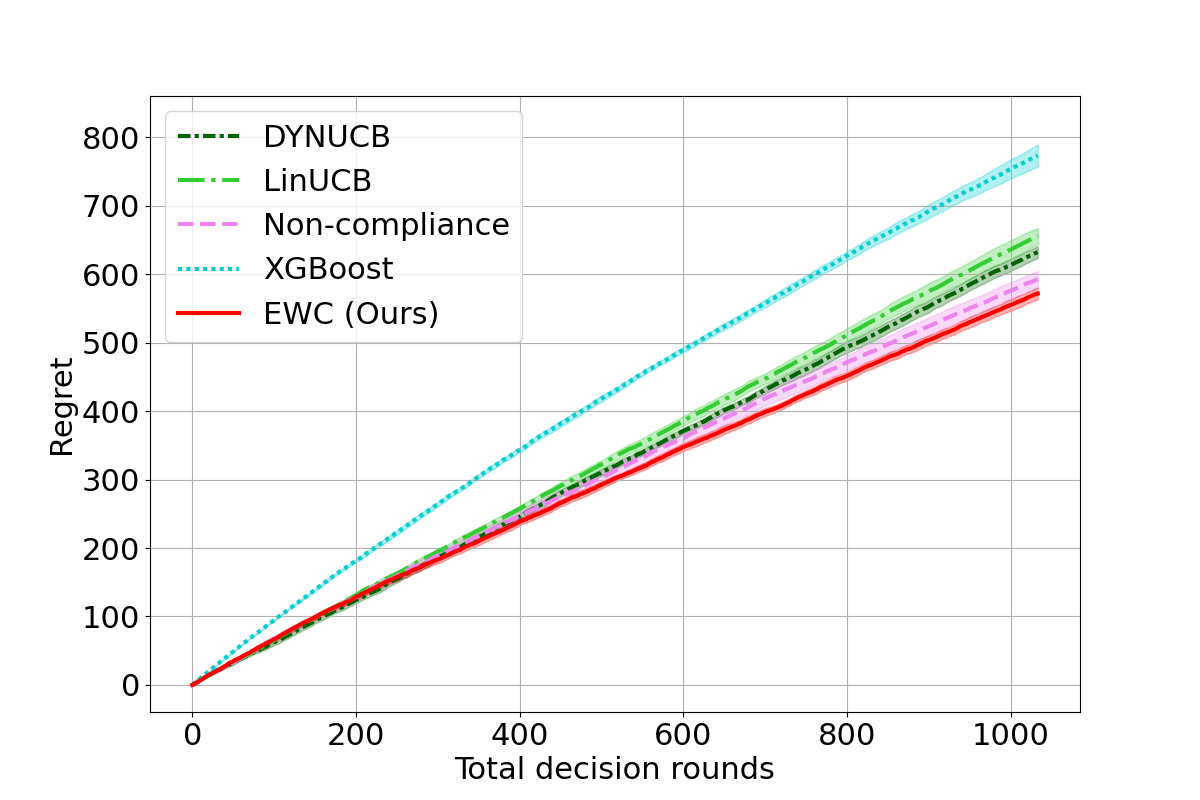 DYNUCB
LinUCB
Non-compliance
XGBoost
EWC (Ours)
800
700
600
500
400
300
200
100
0
Regret
0 200 400 600 800 1000
Total decision rounds